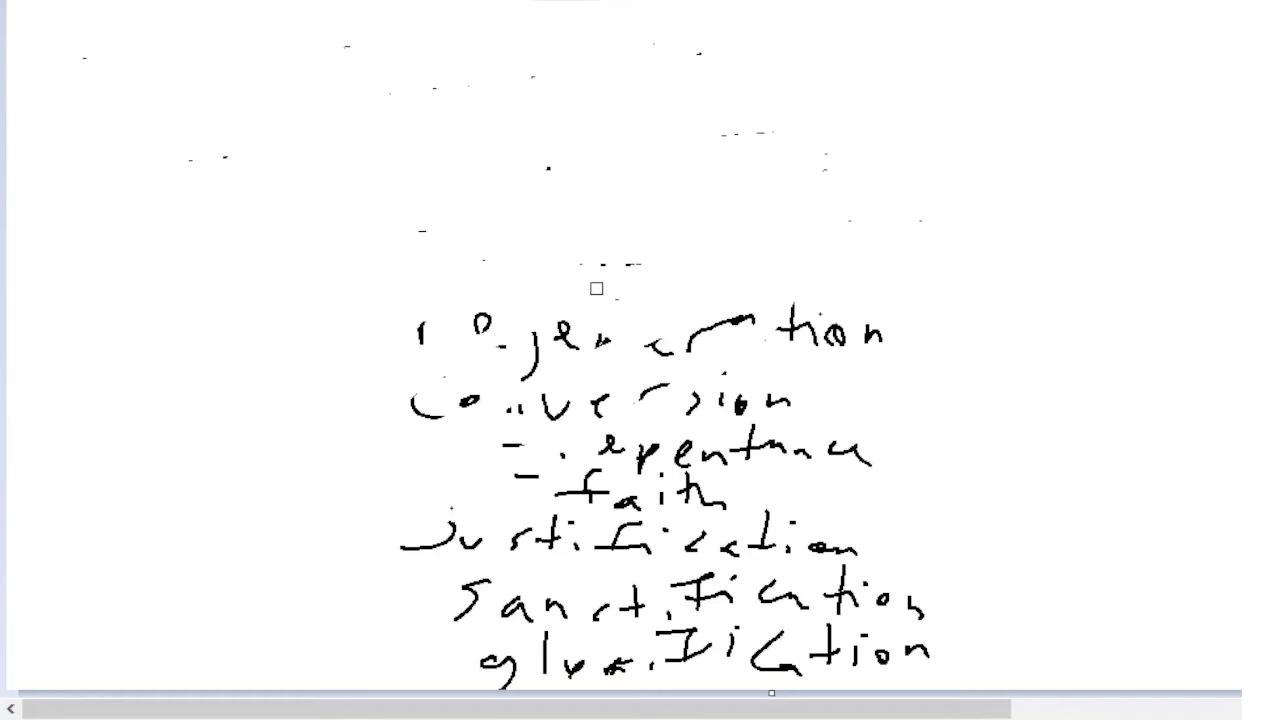 regeneration
conversion
- repentance
- faith
justification
sanctification
glorification